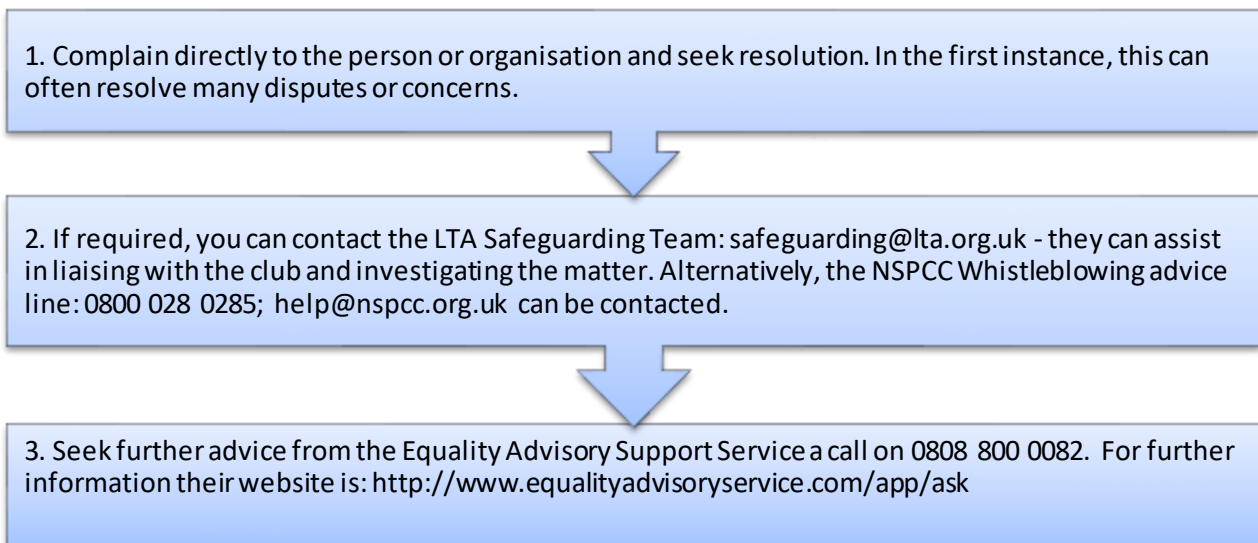 1. Complain directly to the person or organisation and seek resolution. In the first instance, this can
often resolve many disputes or concerns.
2. If required, you can contact the LTA Safeguarding Team: safeguarding@lta.org.uk - they can assist
in liaising with the club and investigating the matter. Alternatively, the NSPCC Whistleblowing advice
line: 0800 028 0285; help@nspcc.org.uk can be contacted.
3. Seek further advice from the Equality Advisory Support Service a call on 0808 800 0082. For further
information their website is: http://www.equalityadvisoryservice.com/app/ask